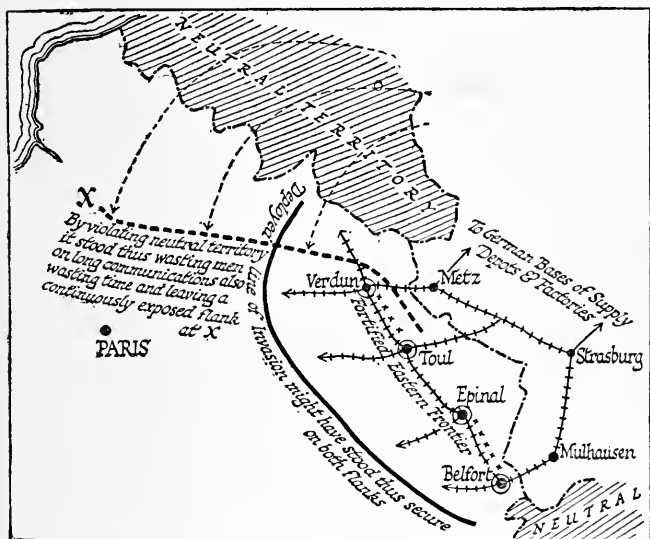 NEUTRAL TERRITORY
X
By violating neutral territory
it stood thus wasting men
on long communications also
wasting time and leaving a
continuously exposed flank
at X
PARIS
Deployed line of Invasion might have stood thus secure
on both flanks
Verdun
Metz
To German Bases of Supply
Depots & Factories
Fortified Eastern Frontier
Toul
Strasburg
Epinal
Mulhausen
Belfort
NEUTRAL